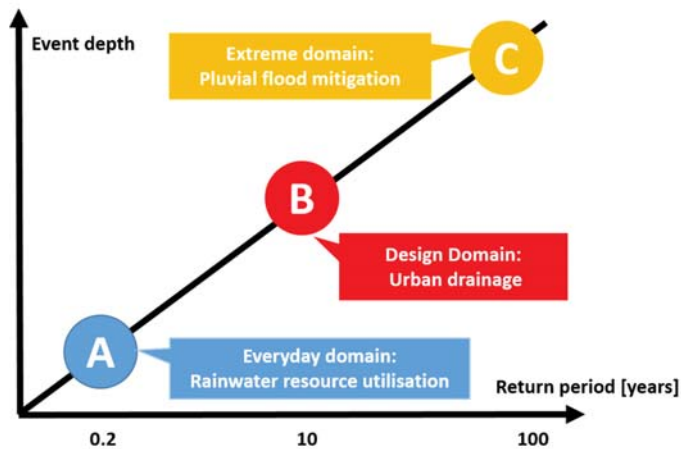 Event depth
Extreme domain:
Pluvial flood mitigation
C
B
Design Domain:
Urban drainage
A
Everyday domain:
Rainwater resource utilisation
Return period [years]
0.2
10
100